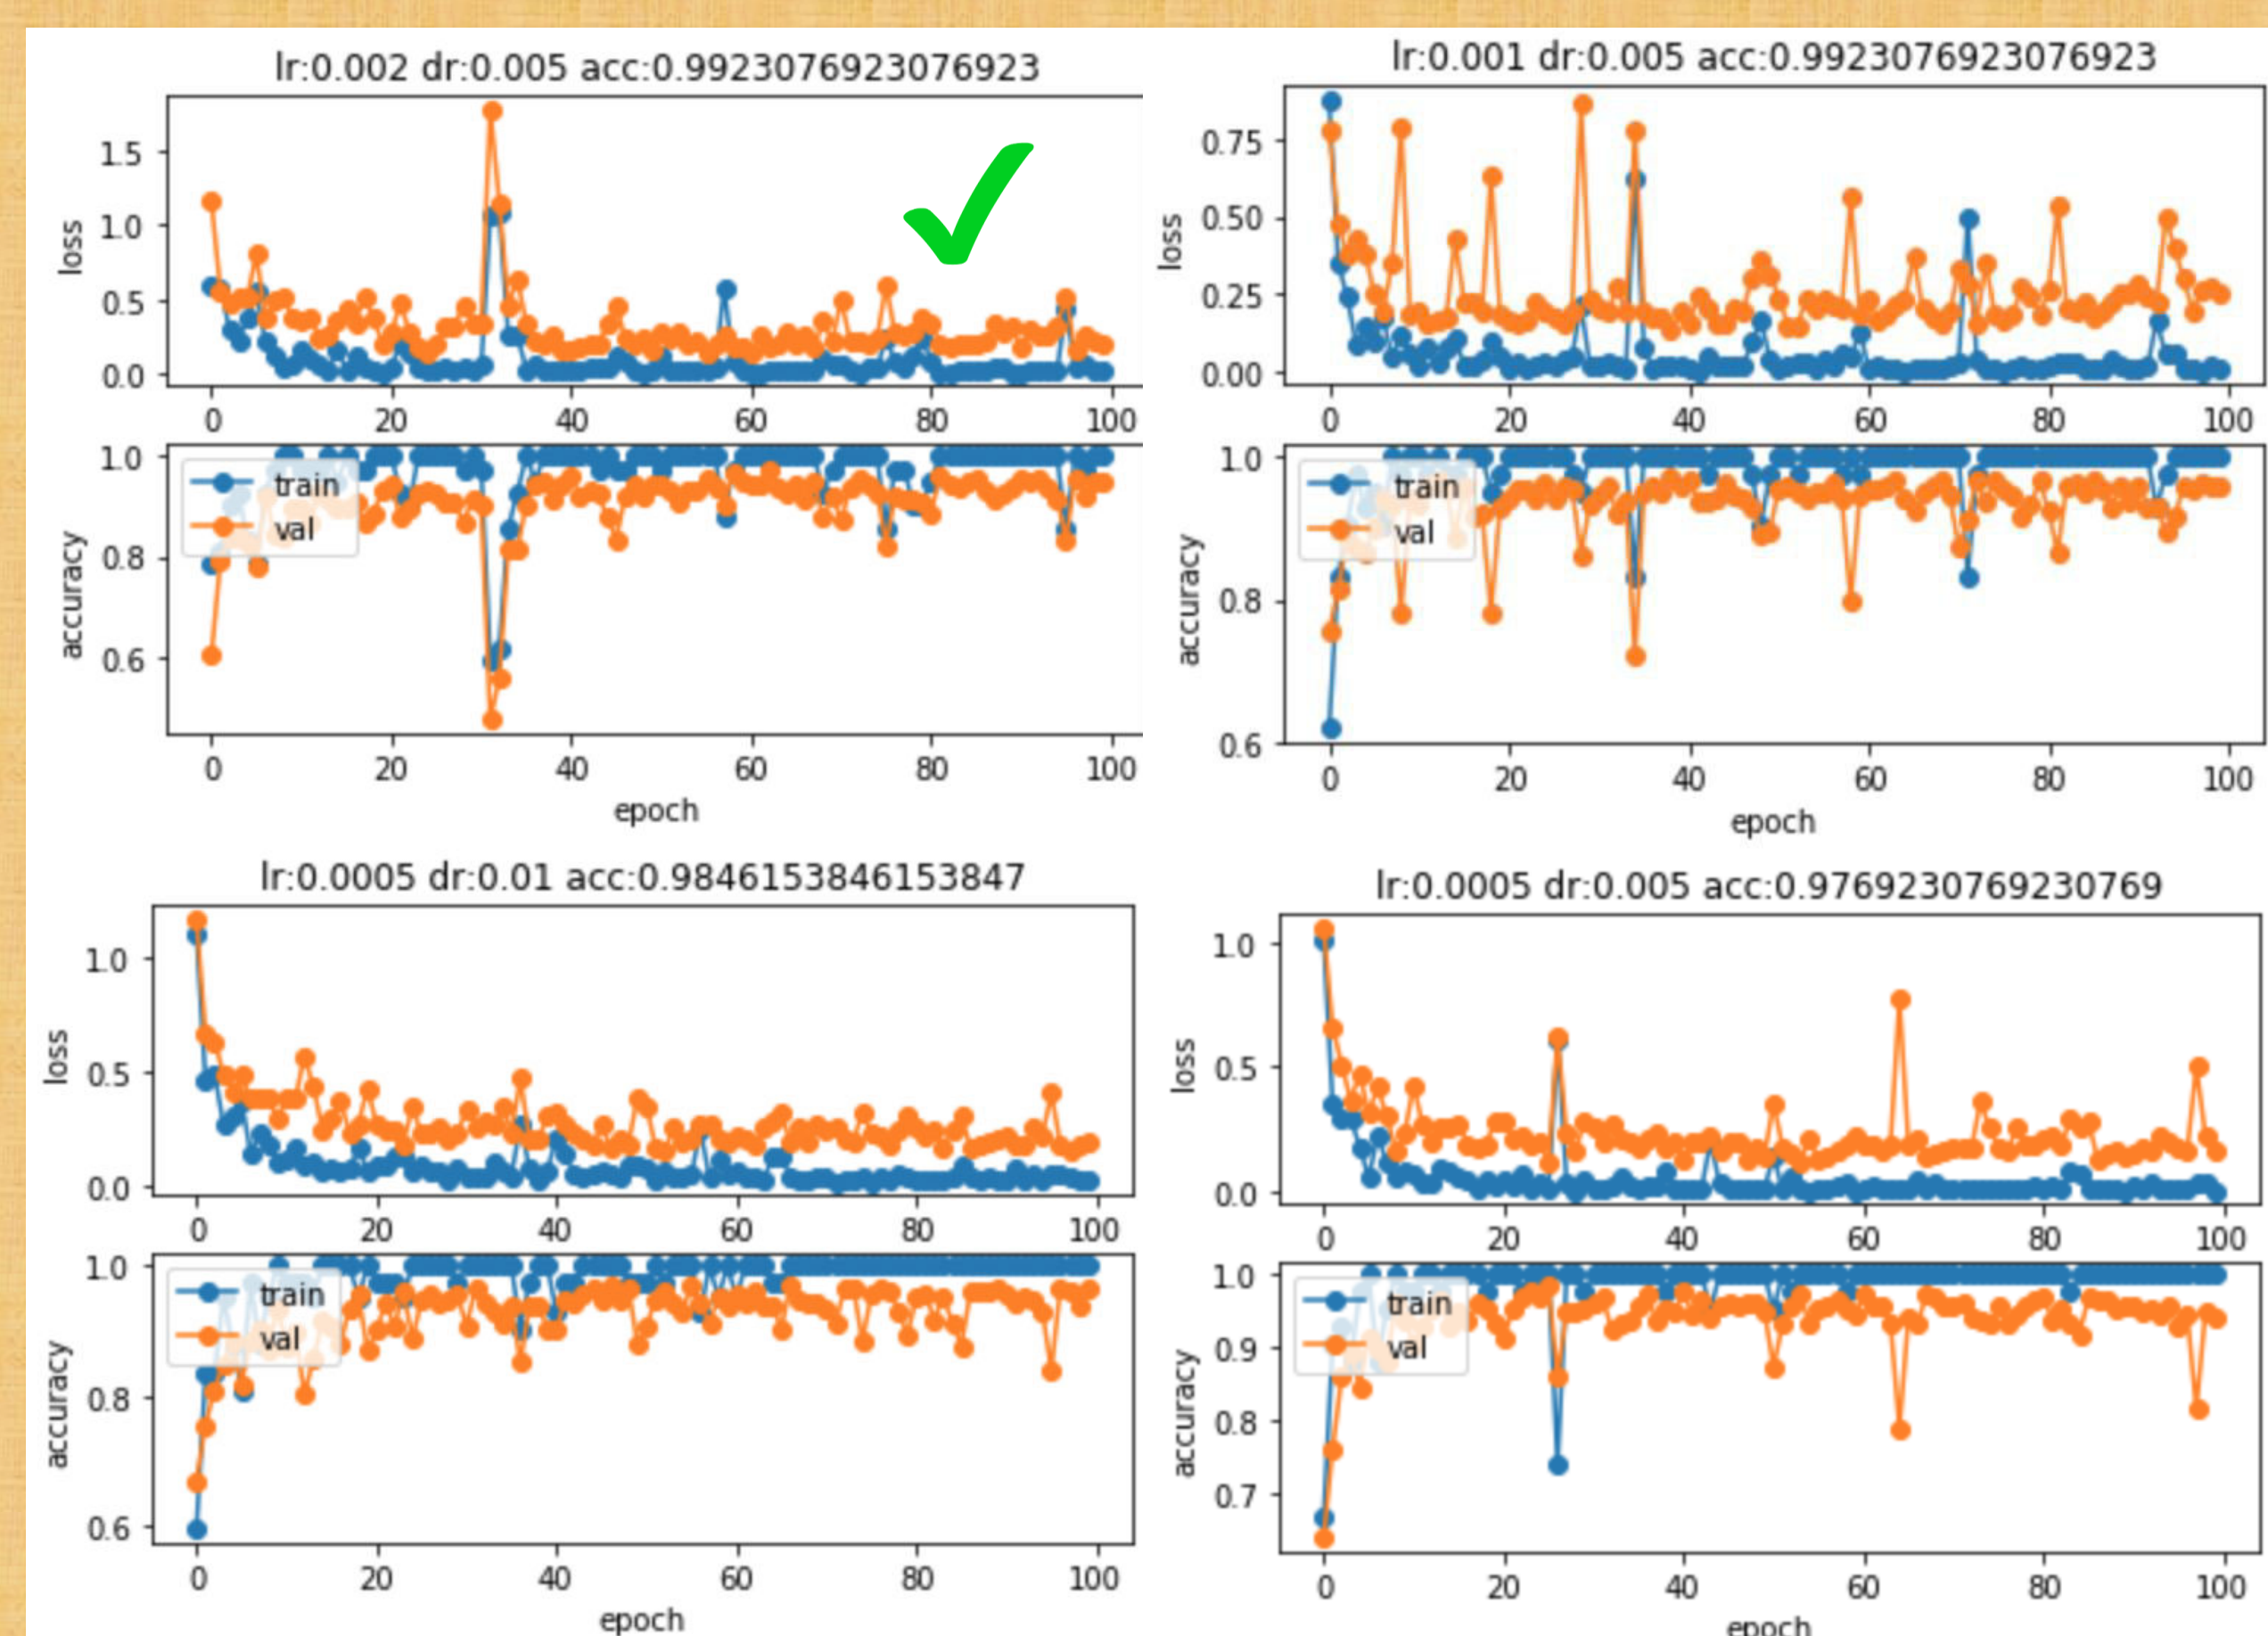 lr:0.002 dr:0.005 acc:0.9923076923076923
1.5
1.0
0.5
0.0
loss
0 20 40 60 80 100
1.0
0.8
0.6
accuracy
train
val
0 20 40 60 80 100
epoch
lr:0.001 dr:0.005 acc:0.9923076923076923
0.75
0.50
0.25
0.00
loss
0 20 40 60 80 100
1.0
0.8
0.6
accuracy
train
val
0 20 40 60 80 100
epoch
lr:0.0005 dr:0.01 acc:0.9846153846153847
1.0
0.5
0.0
loss
0 20 40 60 80 100
1.0
0.8
0.6
accuracy
train
val
0 20 40 60 80 100
epoch
lr:0.0005 dr:0.005 acc:0.9769230769230769
1.0
0.5
0.0
loss
0 20 40 60 80 100
1.0
0.9
0.8
0.7
accuracy
train
val
0 20 40 60 80 100
epoch